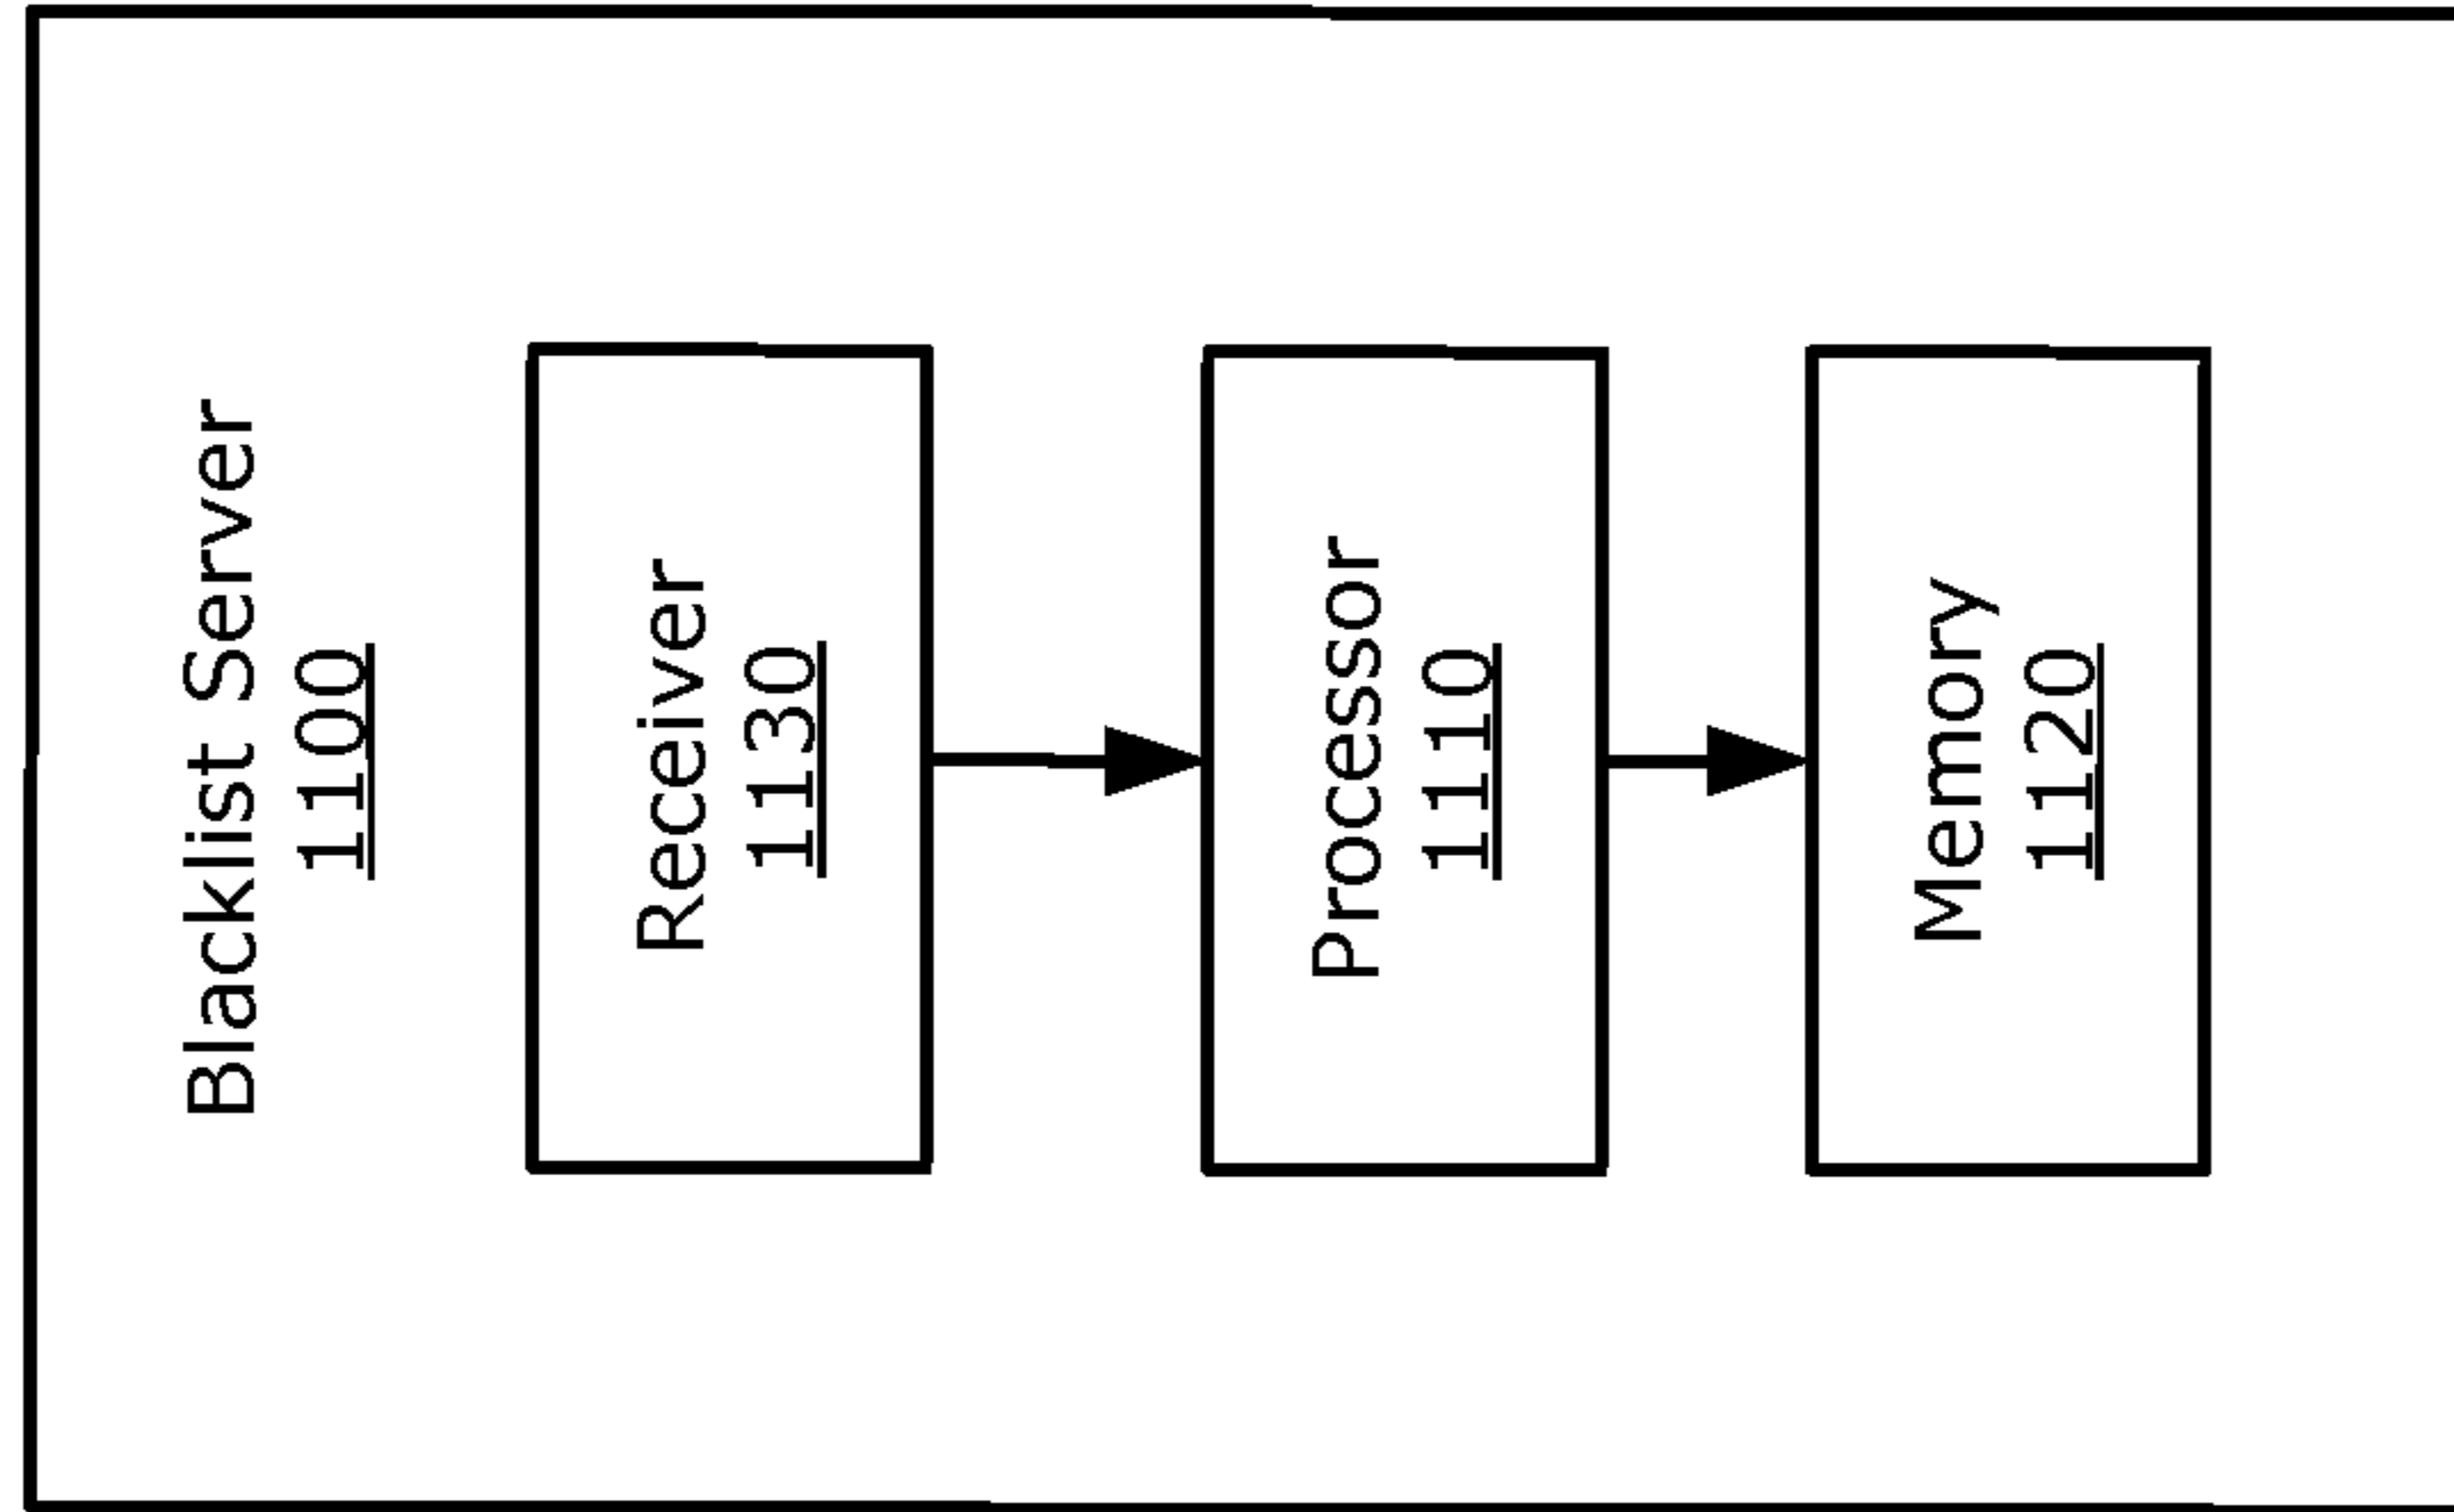 Blacklist Server
1100
Receiver
1130
Processor
1110
Memory
1120